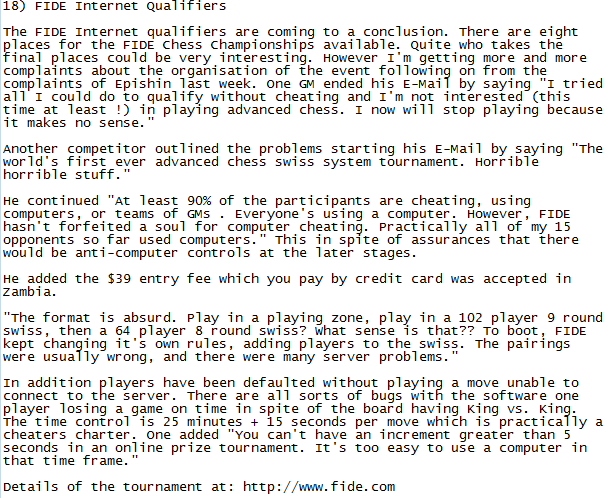 18) FIDE Internet Qualifiers
The FIDE Internet qualifiers are coming to a conclusion. There are eight
places for the FIDE Chess Championships available. Quite who takes the
final places could be very interesting. However I'm getting more and more
complaints about the organisation of the event following on from the
complaints of Epishin last week. One GM ended his E-Mail by saying "I tried
all I could do to qualify without cheating and I'm not interested (this
time at least !) in playing advanced chess. I now will stop playing because
it makes no sense."
Another competitor outlined the problems starting his E-Mail by saying "The
world's first ever advanced chess swiss system tournament. Horrible
horrible stuff."
He continued "At least 90% of the participants are cheating, using
computers, or teams of GMs . Everyone's using a computer. However, FIDE
hasn't forfeited a soul for computer cheating. Practically all of my 15
opponents so far used computers." This in spite of assurances that there
would be anti-computer controls at the later stages.
He added the $39 entry fee which you pay by credit card was accepted in
Zambia.
"The format is absurd. Play in a playing zone, play in a 102 player 9 round
swiss, then a 64 player 8 round swiss? What sense is that?? To boot, FIDE
kept changing it's own rules, adding players to the swiss. The pairings
were usually wrong, and there were many server problems."
In addition players have been defaulted without playing a move unable to
connect to the server. There are all sorts of bugs with the software one
player losing a game on time in spite of the board having King vs. King.
The time control is 25 minutes + 15 seconds per move which is practically a
cheaters charter. One added "You can't have an increment greater than 5
seconds in an online prize tournament. It's too easy to use a computer in
that time frame."
Details of the tournament at: http://www.fide.com